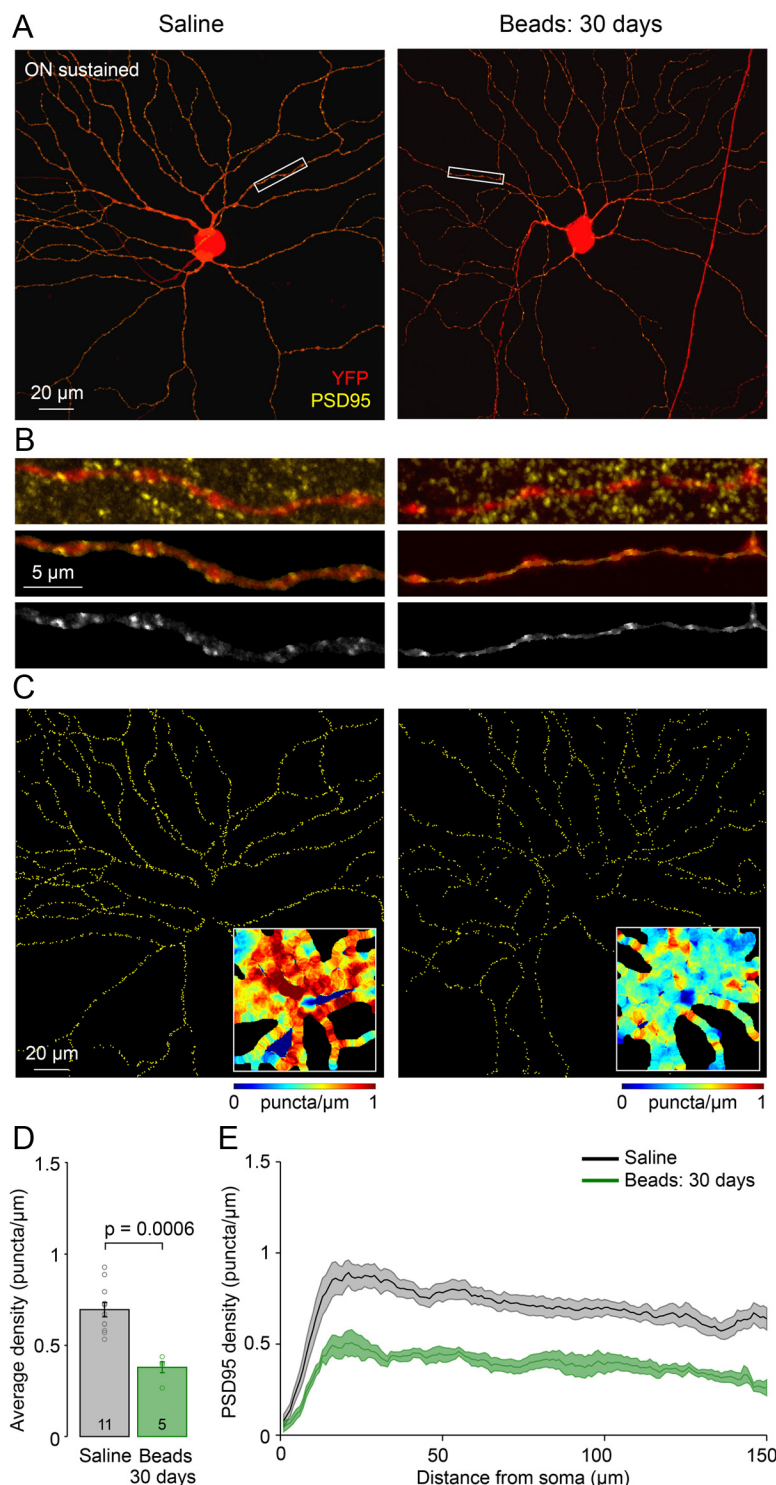 A
Saline
Beads: 30 days
ON sustained
YFP
PSD95
20 µm
B
5 µm
C
20 µm
0 puncta/µm 1
0 puncta/µm 1
D
E
1.5
1
0.5
0
Average density (puncta/µm)
p = 0.0006
11
5
Saline
Beads
30 days
1.5
1
0.5
0
PSD95 density (puncta/µm)
Saline
Beads: 30 days
0
50
100
150
Distance from soma (µm)